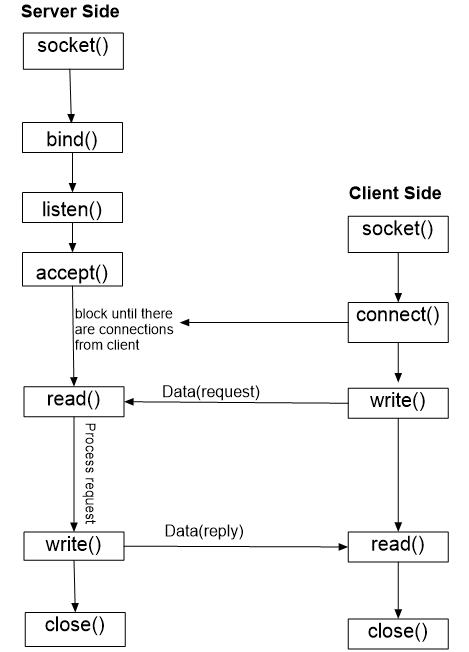 Server Side
socket()
bind()
listen()
accept()
block until there
are connections
from client
read()
Process request
write()
close()
Client Side
socket()
connect()
write()
read()
close()
Data(request)
Data(reply)